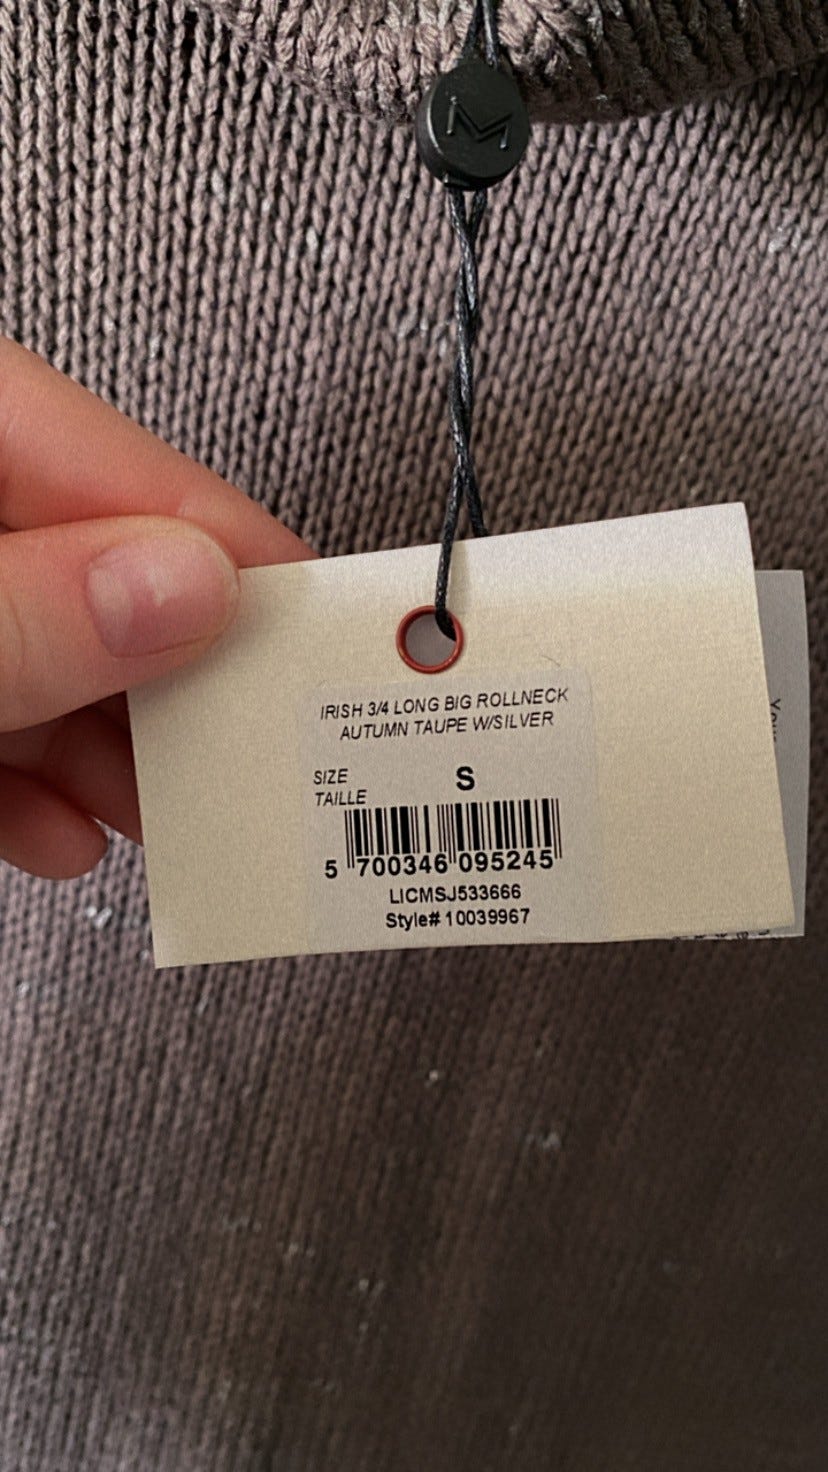 M
IRISH 3/4 LONG BIG ROLLNECK
AUTUMN TAUPE W/SILVER
SIZE S
TAILLE
5 700346 095245
LICMSJ533666
Style# 10039967